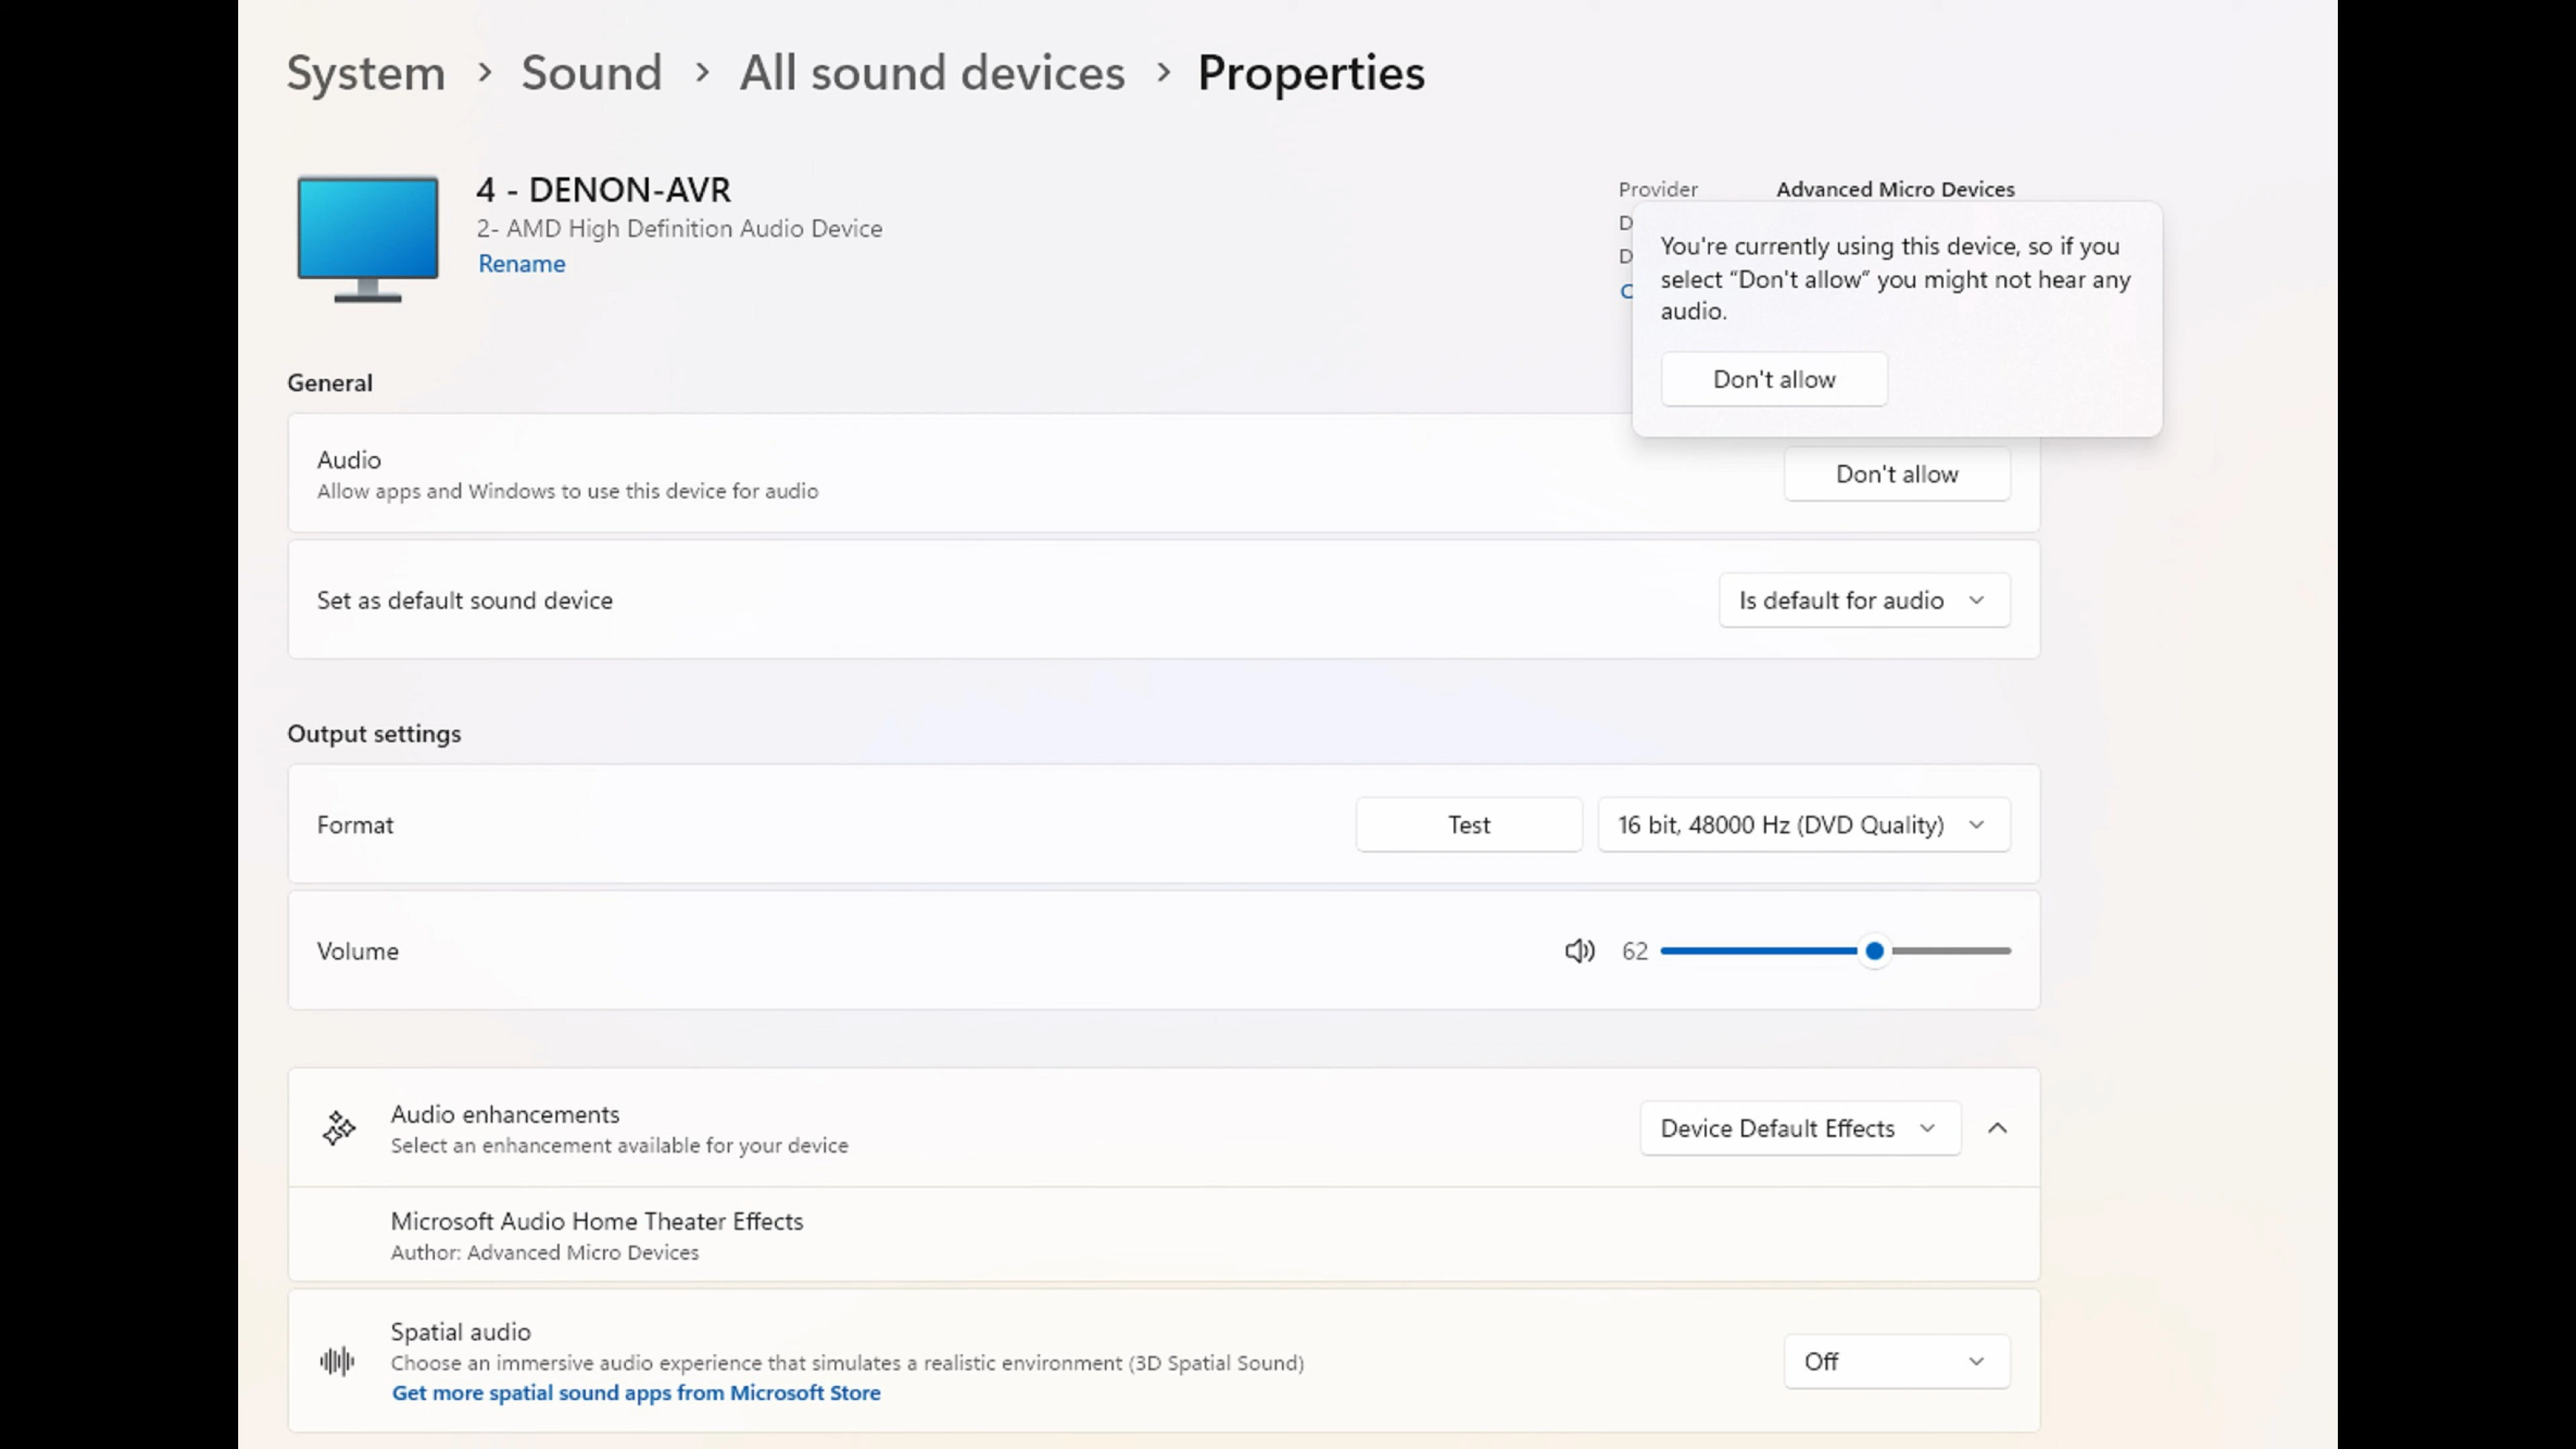 System > Sound > All sound devices > Properties
4 - DENON-AVR
2- AMD High Definition Audio Device
Rename
Provider Advanced Micro Devices
You're currently using this device, so if you
select “Don't allow“ you might not hear any
audio.
Don't allow
General
Audio
Allow apps and Windows to use this device for audio
Don't allow
Set as default sound device
Is default for audio
Output settings
Format
Test
16 bit, 48000 Hz (DVD Quality)
Volume
62
Audio enhancements
Select an enhancement available for your device
Device Default Effects
Microsoft Audio Home Theater Effects
Author: Advanced Micro Devices
Spatial audio
Choose an immersive audio experience that simulates a realistic environment (3D Spatial Sound)
Get more spatial sound apps from Microsoft Store
Off